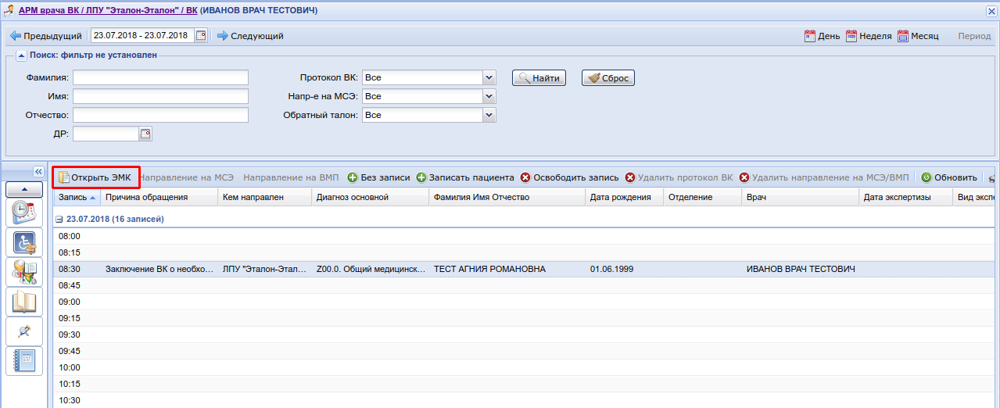 АРМ врача ВК / ЛПУ "Эталон-Эталон" / ВК (ИВАНОВ ВРАЧ ТЕСТОВИЧ)
Предыдущий 23.07.2018 - 23.07.2018 Следующий День Неделя Месяц Период
Поиск: фильтр не установлен
Фамилия: Протокол ВК: Все Найти Сброс
Имя: Напр-е на МСЭ: Все
Отчество: Обратный талон: Все
ДР:
Открыть ЭМК Направление на МСЭ Направление на ВМП Без записи Записать пациента Освободить запись Удалить протокол ВК Удалить направление на МСЭ/ВМП Обновить
Запись Причина обращения Кем направлен Диагноз основной Фамилия Имя Отчество Дата рождения Отделение Врач Дата экспертизы Вид эксп
23.07.2018 (16 записей)
08:00
08:15
08:30 Заключение ВК о необхо... ЛПУ "Эталон-Этал... Z00.0. Общий медицинск... ТЕСТ АГНИЯ РОМАНОВНА 01.06.1999 ИВАНОВ ВРАЧ ТЕСТОВИЧ
08:45
09:00
09:15
09:30
09:45
10:00
10:15
10:30